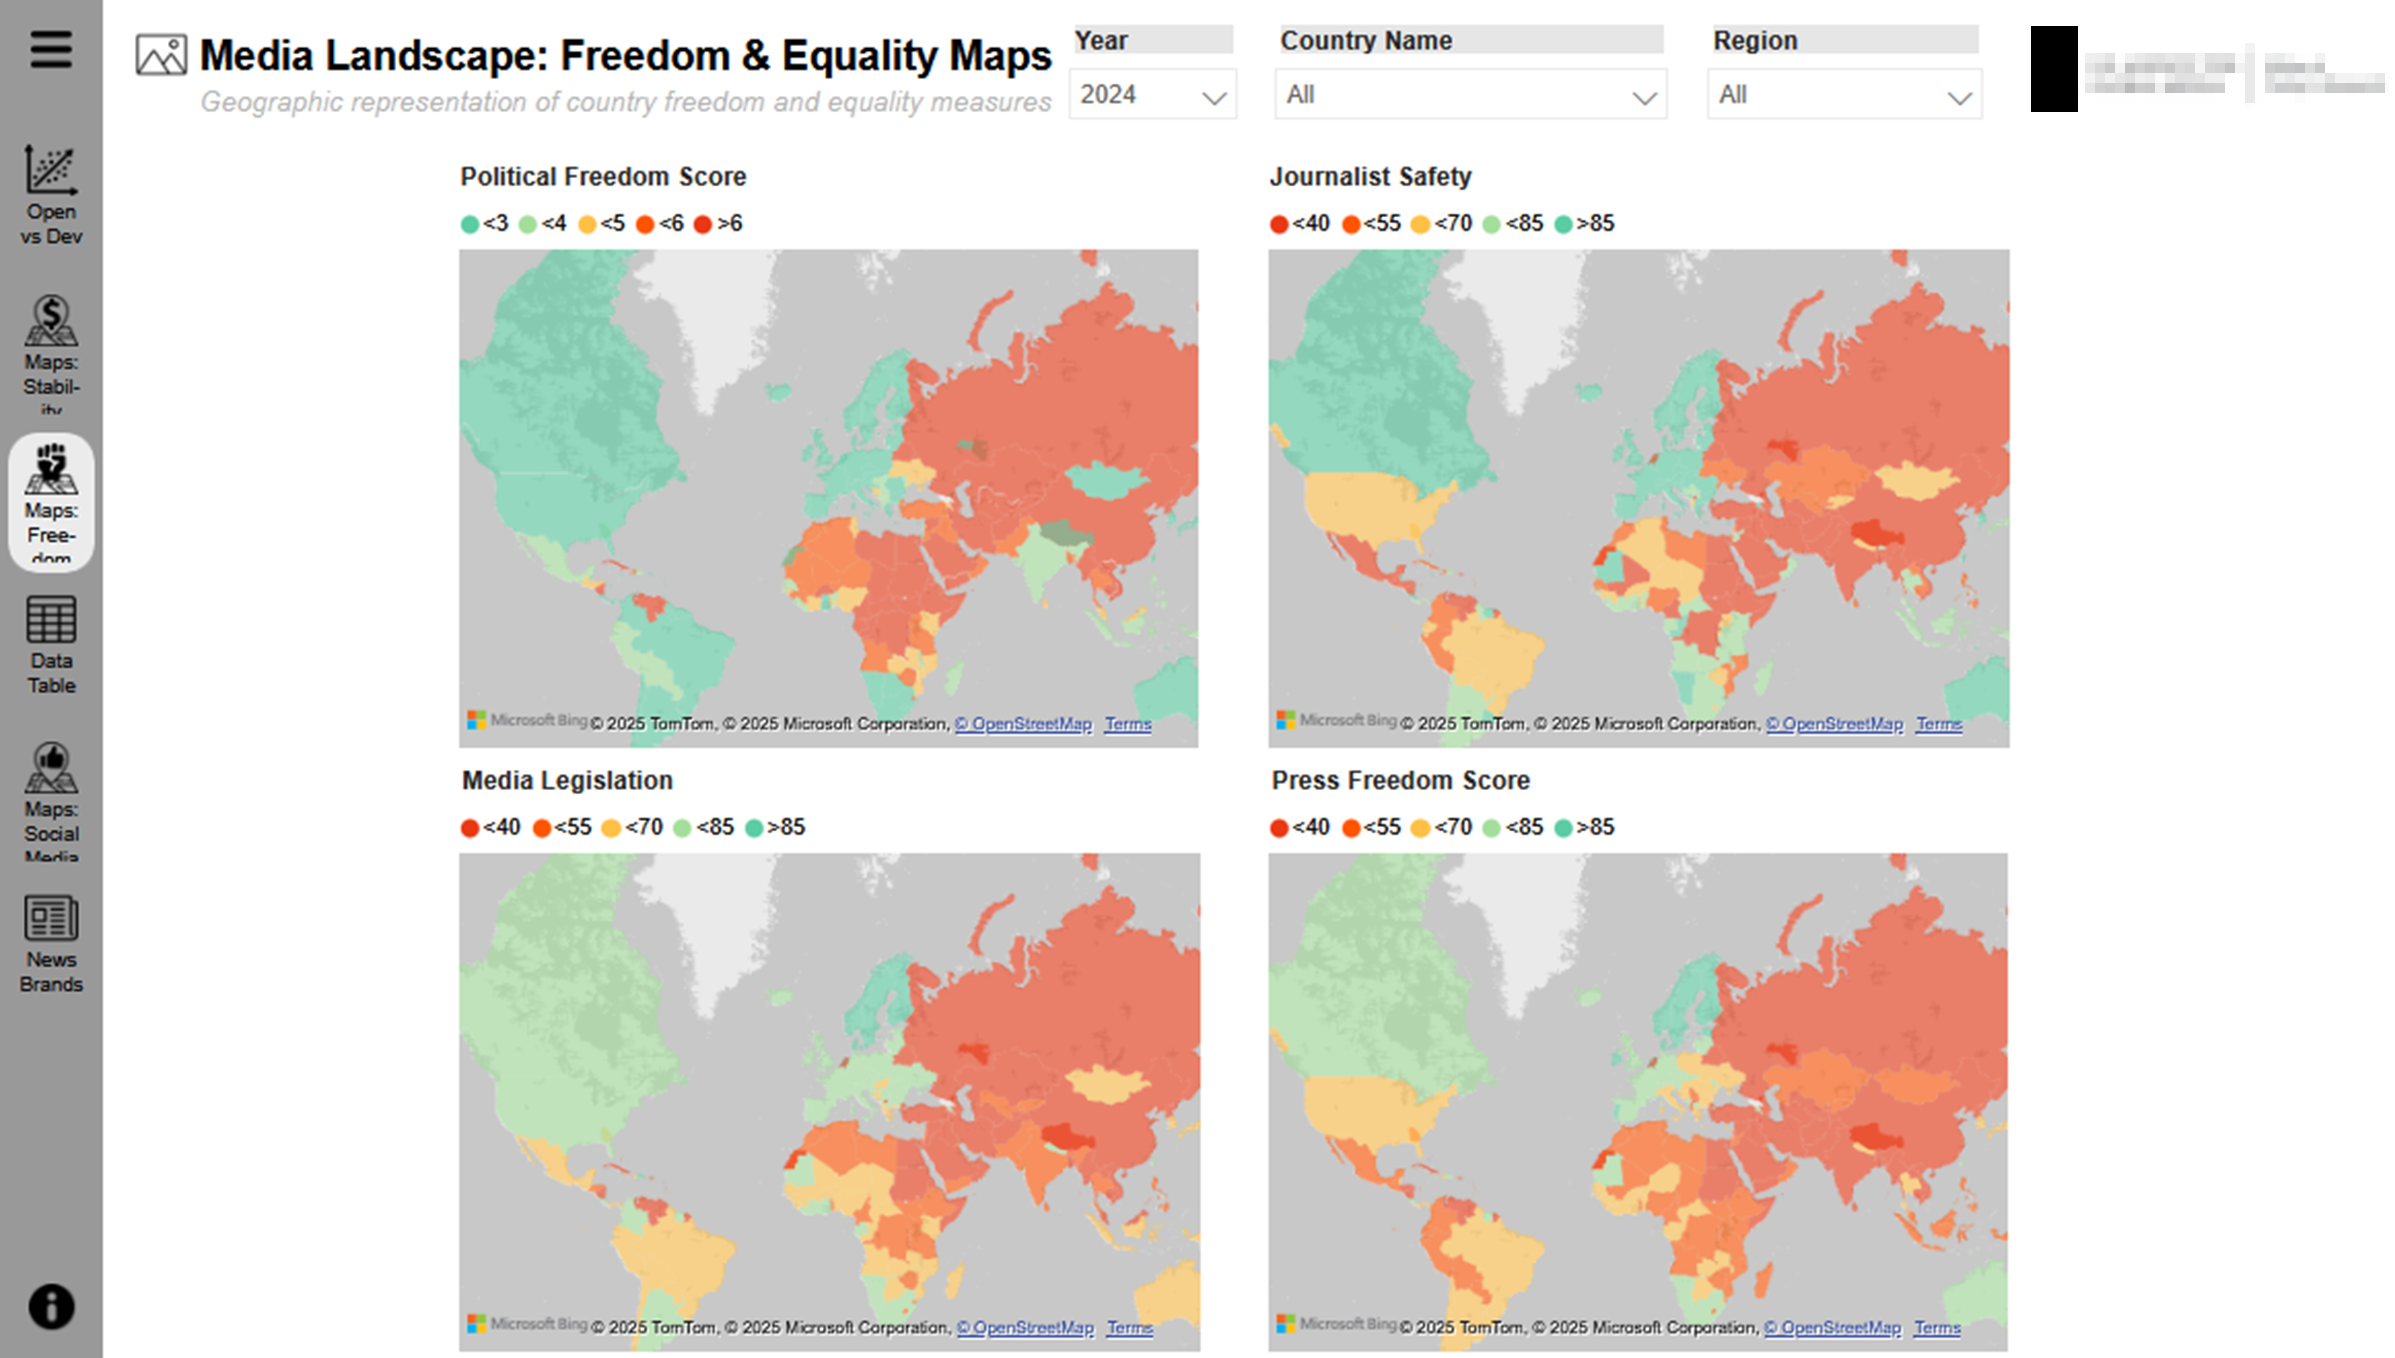 Media Landscape: Freedom & Equality Maps
Geographic representation of country freedom and equality measures
Year
2024
Country Name
All
Region
All
Open
vs Dev
Maps:
Stabil-
ity
Maps:
Free-
dom
Data
Table
Maps:
Social
Media
News
Brands
Political Freedom Score
<3 <4 <5 <6 >6
Microsoft Bing © 2025 TomTom, © 2025 Microsoft Corporation, © OpenStreetMap Terms
Journalist Safety
<40 <55 <70 <85 >85
Microsoft Bing © 2025 TomTom, © 2025 Microsoft Corporation, © OpenStreetMap Terms
Media Legislation
<40 <55 <70 <85 >85
Microsoft Bing © 2025 TomTom, © 2025 Microsoft Corporation, © OpenStreetMap Terms
Press Freedom Score
<40 <55 <70 <85 >85
Microsoft Bing © 2025 TomTom, © 2025 Microsoft Corporation, © OpenStreetMap Terms